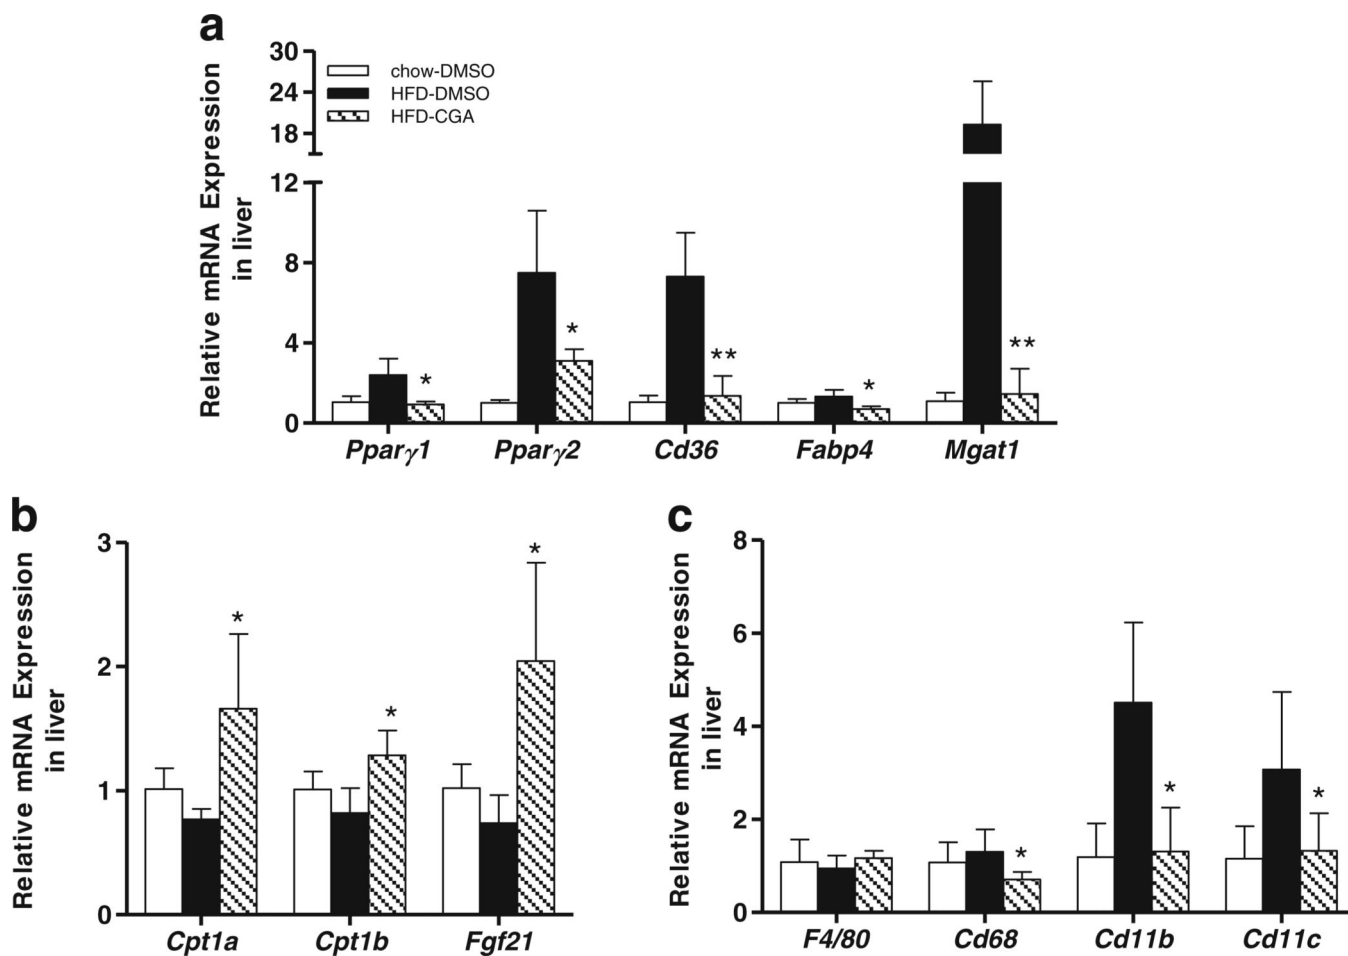 a
Relative mRNA Expression
in liver
30
24
18
12
8
4
0
chow-DMSO
HFD-DMSO
HFD-CGA
*
*
**
*
**
Pparγ1 Pparγ2 Cd36 Fabp4 Mgat1
b
Relative mRNA Expression
in liver
3
2
1
0
*
*
*
Cpt1a Cpt1b Fgf21
c
Relative mRNA Expression
in liver
8
6
4
2
0
*
*
*
F4/80 Cd68 Cd11b Cd11c